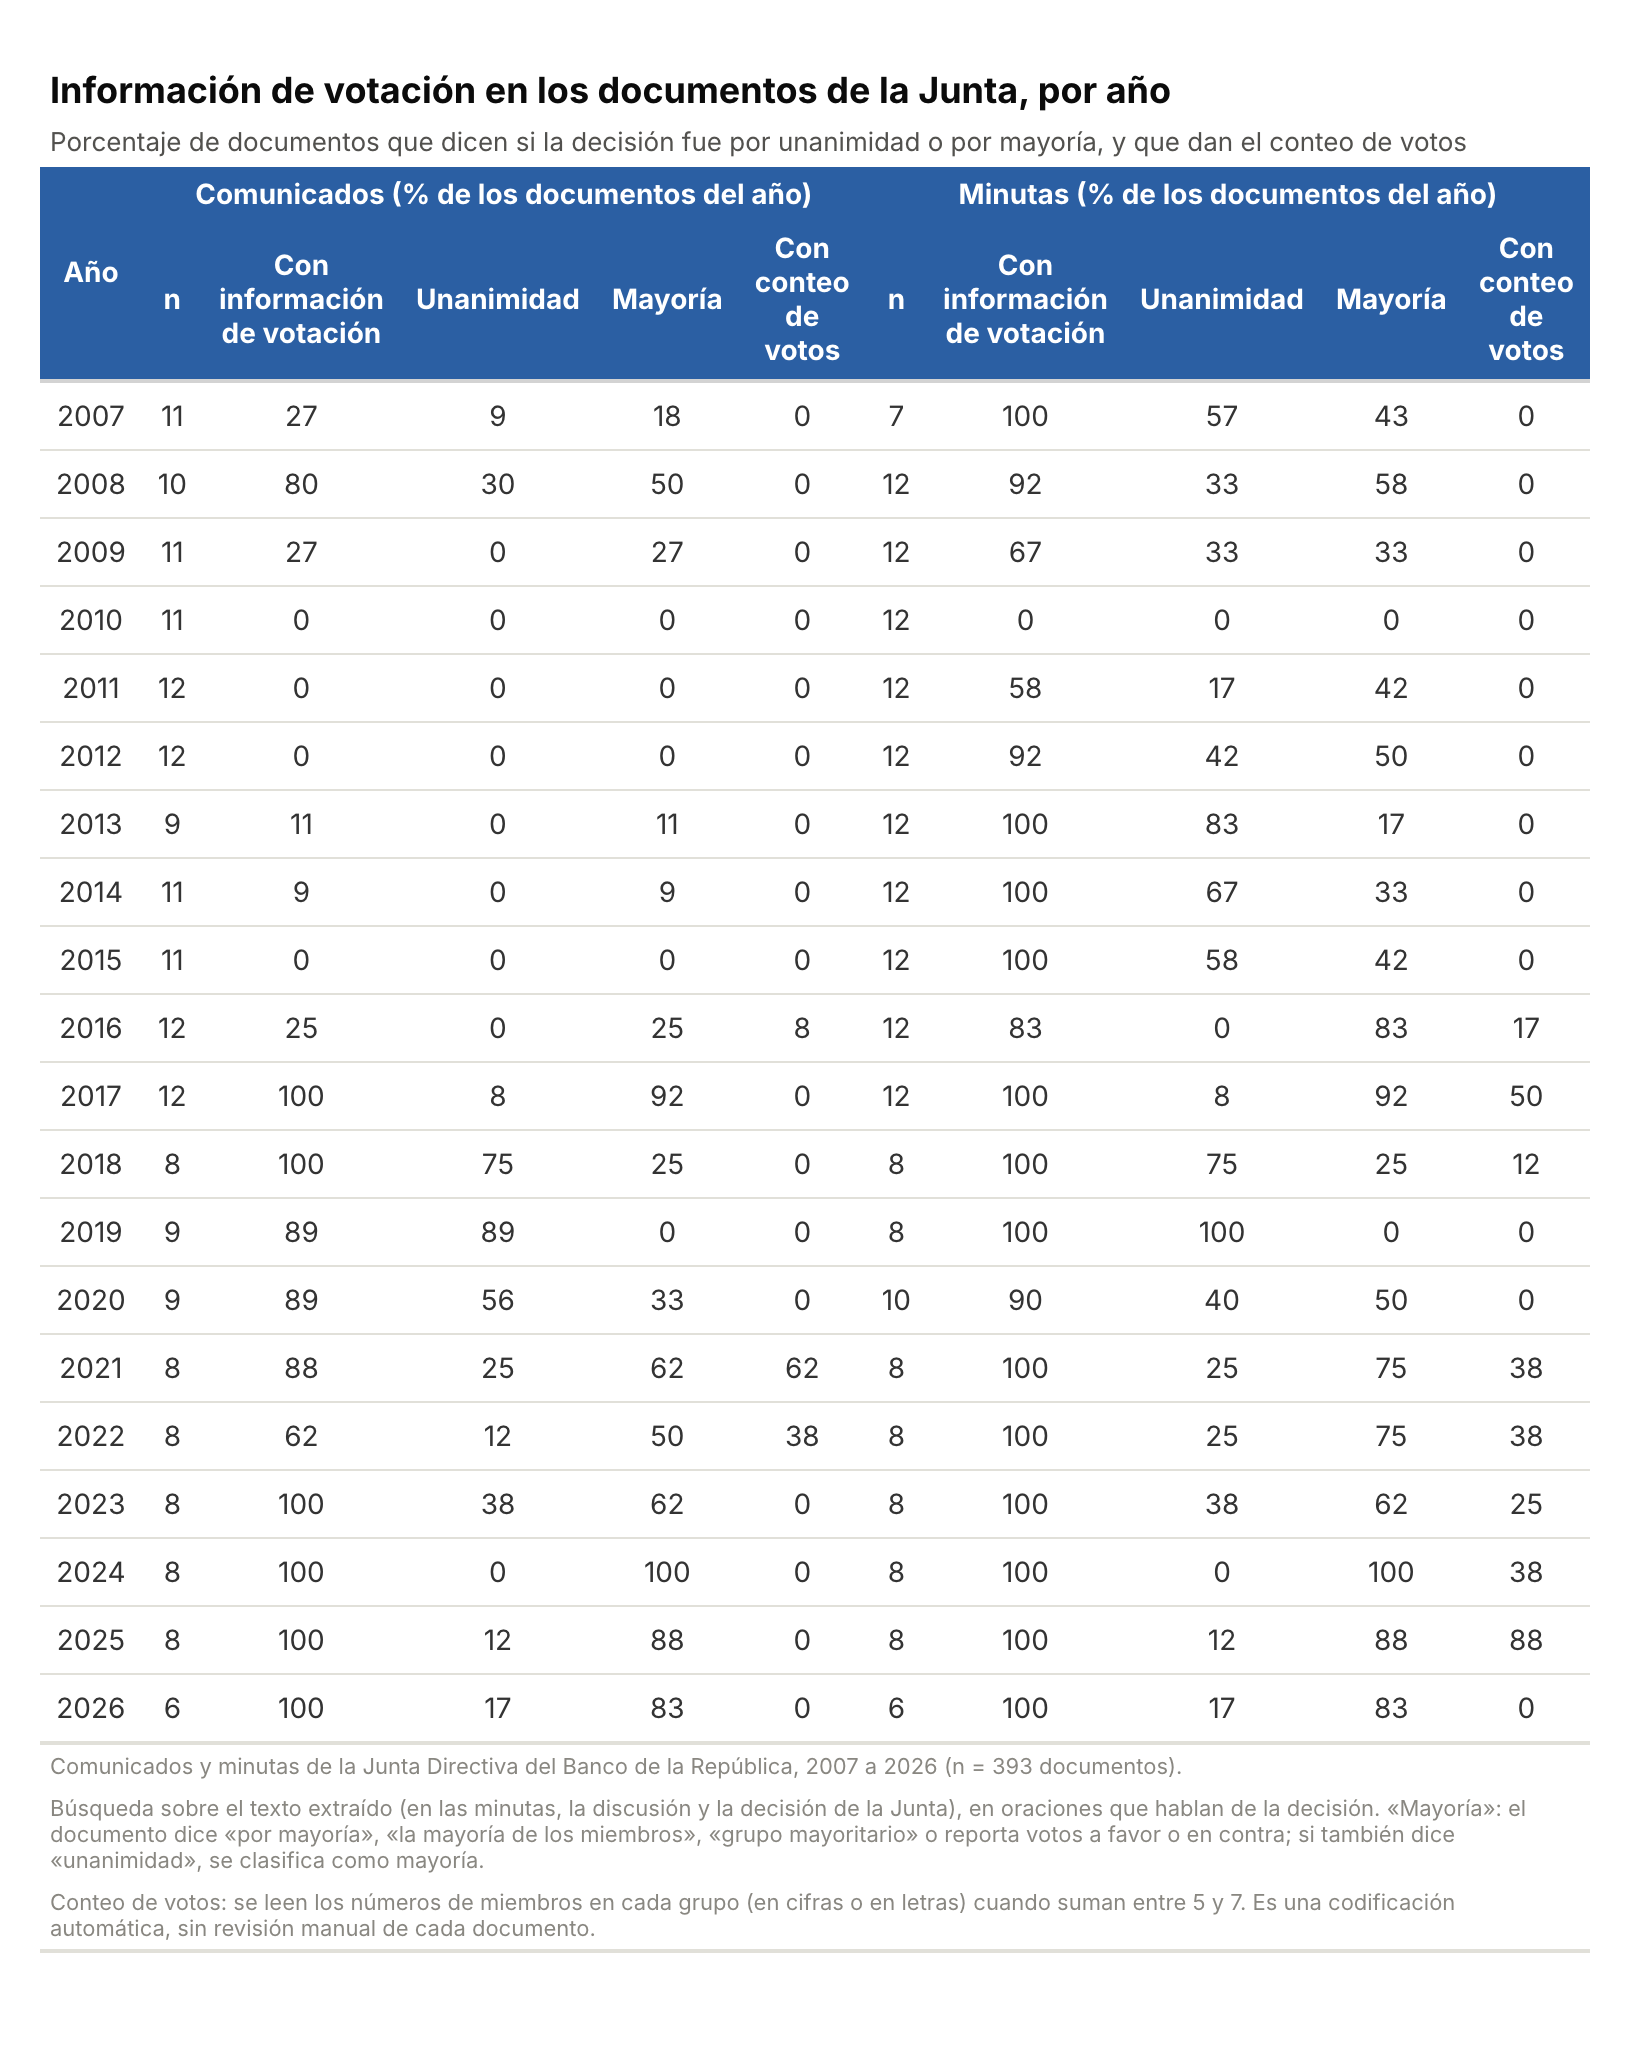 Información de votación en los documentos de la Junta, por año
Porcentaje de documentos que dicen si la decisión fue por unanimidad o por mayoría, y que dan el conteo de votos
Comunicados (% de los documentos del año) Minutas (% de los documentos del año)
Año n Con información de votación Unanimidad Mayoría Con conteo de votos n Con información de votación Unanimidad Mayoría Con conteo de votos
2007 11 27 9 18 0 7 100 57 43 0
2008 10 80 30 50 0 12 92 33 58 0
2009 11 27 0 27 0 12 67 33 33 0
2010 11 0 0 0 0 12 0 0 0 0
2011 12 0 0 0 0 12 58 17 42 0
2012 12 0 0 0 0 12 92 42 50 0
2013 9 11 0 11 0 12 100 83 17 0
2014 11 9 0 9 0 12 100 67 33 0
2015 11 0 0 0 0 12 100 58 42 0
2016 12 25 0 25 8 12 83 0 83 17
2017 12 100 8 92 0 12 100 8 92 50
2018 8 100 75 25 0 8 100 75 25 12
2019 9 89 89 0 0 8 100 100 0 0
2020 9 89 56 33 0 10 90 40 50 0
2021 8 88 25 62 62 8 100 25 75 38
2022 8 62 12 50 38 8 100 25 75 38
2023 8 100 38 62 0 8 100 38 62 25
2024 8 100 0 100 0 8 100 0 100 38
2025 8 100 12 88 0 8 100 12 88 88
2026 6 100 17 83 0 6 100 17 83 0
Comunicados y minutas de la Junta Directiva del Banco de la República, 2007 a 2026 (n = 393 documentos).
Búsqueda sobre el texto extraído (en las minutas, la discusión y la decisión de la Junta), en oraciones que hablan de la decisión. «Mayoría»: el
documento dice «por mayoría», «la mayoría de los miembros», «grupo mayoritario» o reporta votos a favor o en contra; si también dice
«unanimidad», se clasifica como mayoría.
Conteo de votos: se leen los números de miembros en cada grupo (en cifras o en letras) cuando suman entre 5 y 7. Es una codificación
automática, sin revisión manual de cada documento.